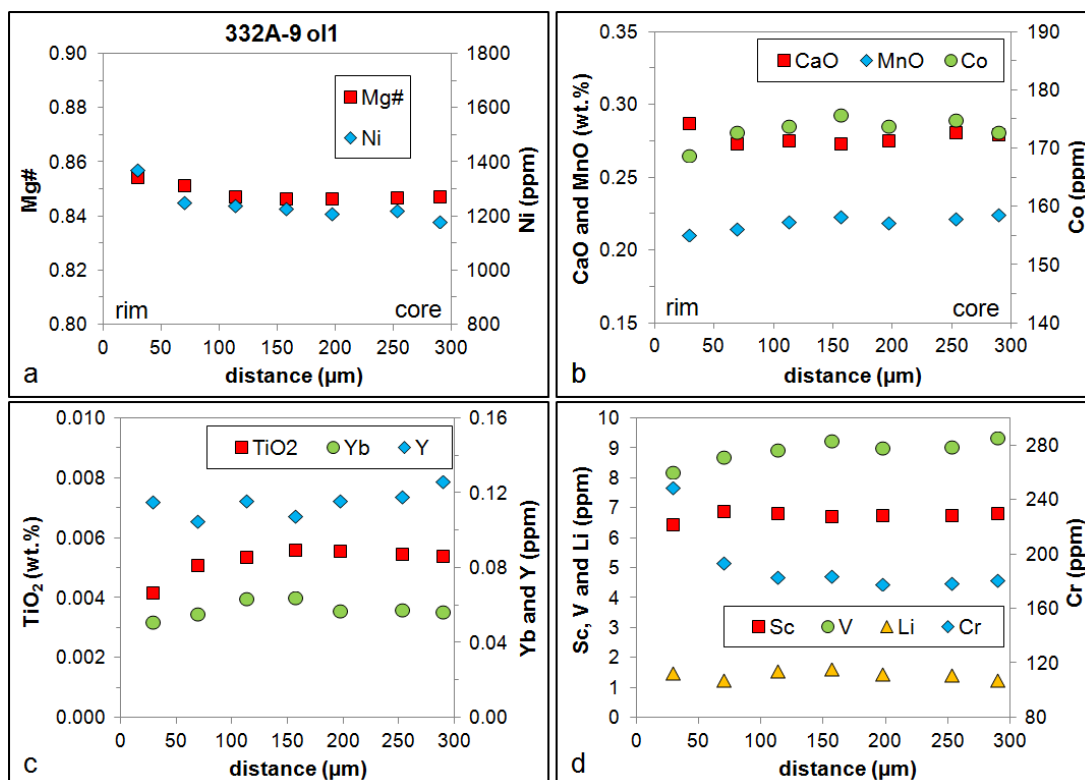 332A-9 ol1
0.90
0.88
0.86
0.84
0.82
0.80
Mg#
Mg#
Ni
1800
1600
1400
1200
1000
800
Ni (ppm)
rim
core
0 50 100 150 200 250 300
distance (µm)
a
0.35
0.30
0.25
0.20
0.15
CaO and MnO (wt.%)
CaO MnO Co
190
180
170
160
150
140
Co (ppm)
rim
core
0 50 100 150 200 250 300
distance (µm)
b
0.010
0.008
0.006
0.004
0.002
0.000
TiO₂ (wt.%)
TiO2 Yb Y
0.16
0.12
0.08
0.04
0.00
Yb and Y (ppm)
0 50 100 150 200 250 300
distance (µm)
c
10
9
8
7
6
5
4
3
2
1
0
Sc, V and Li (ppm)
Sc V Li Cr
280
240
200
160
120
80
Cr (ppm)
0 50 100 150 200 250 300
distance (µm)
d